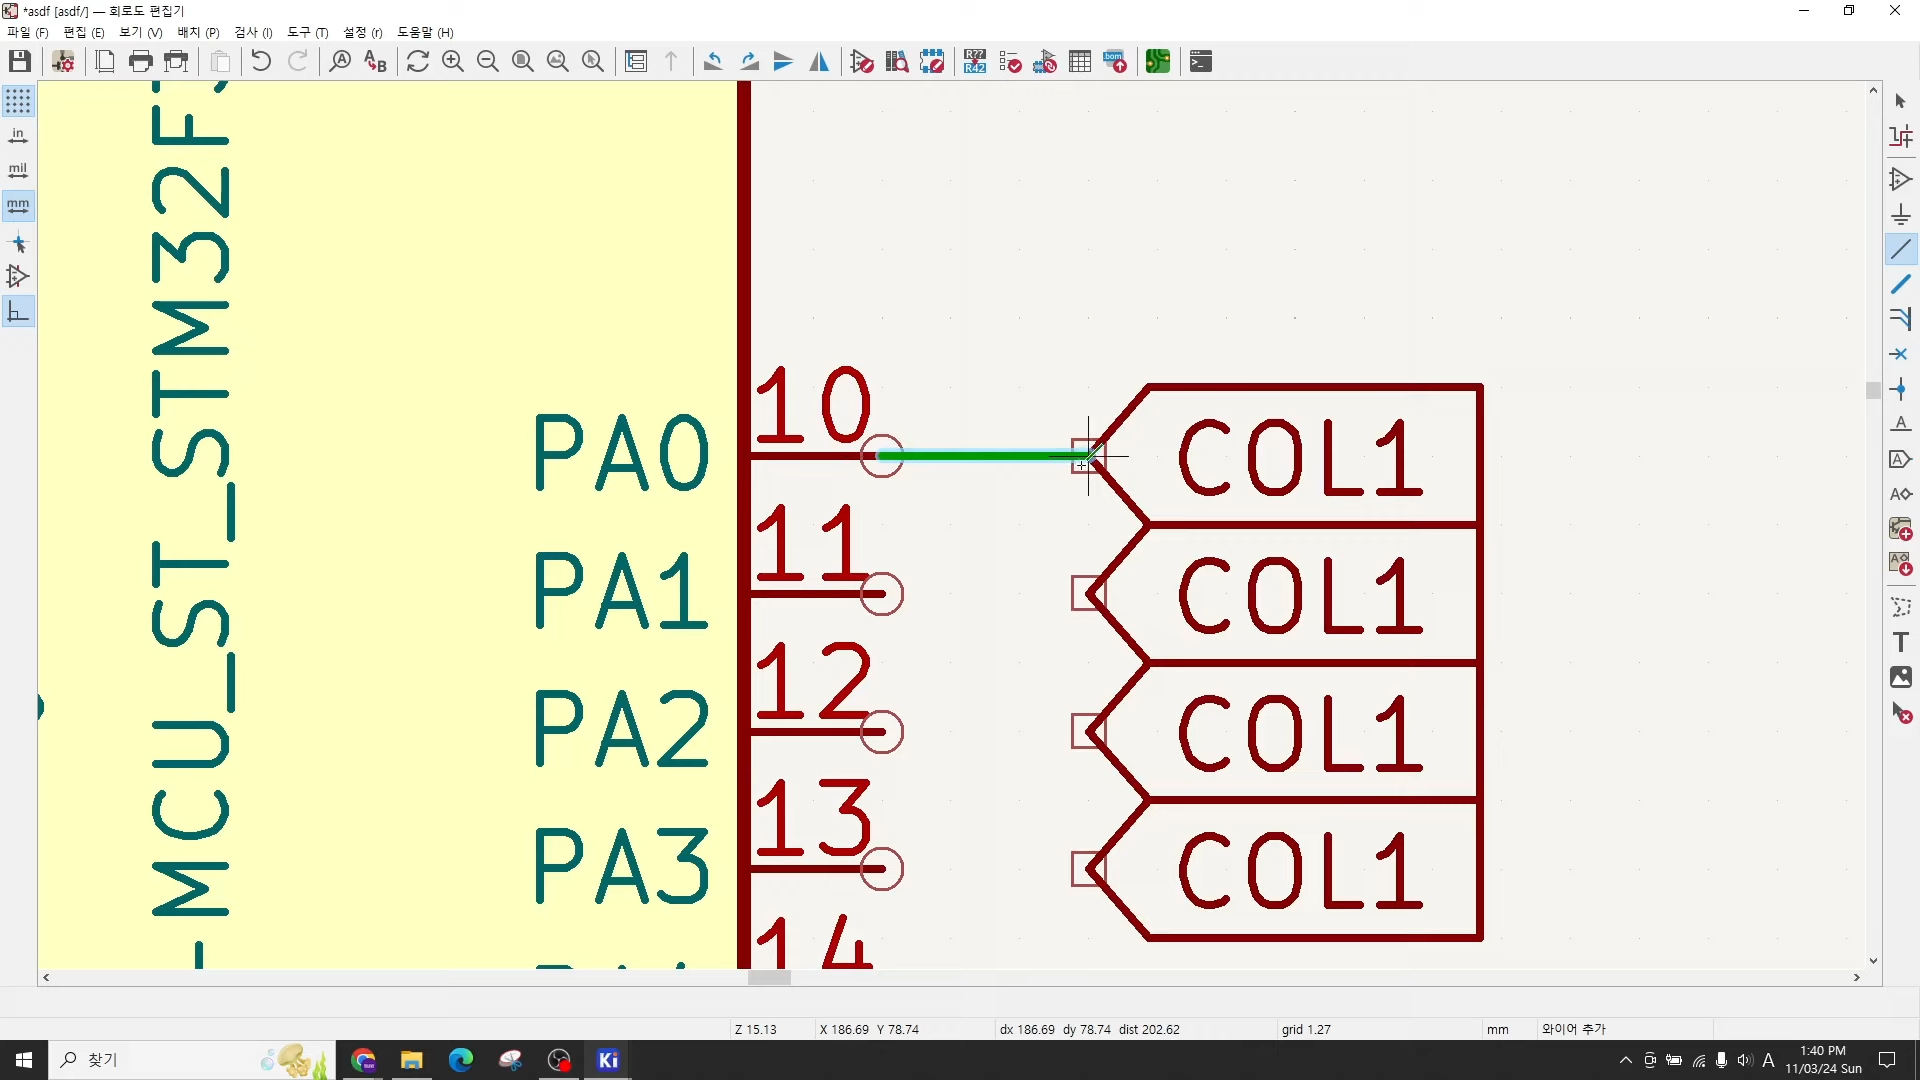 *asdf [asdf/] — 회로도 편집기
파일 (F) 편집 (E) 보기 (V) 배치 (P) 검사 (I) 도구 (T) 설정 (r) 도움말 (H)
R??
R42
bom
in
mil
mm
MCU_ST_STM32F
10
PA0
COL1
11
PA1
COL1
12
PA2
COL1
13
PA3
COL1
14
Z 15.13 X 186.69 Y 78.74 dx 186.69 dy 78.74 dist 202.62 grid 1.27 mm 와이어 추가
찾기
Ki
A
1:40 PM
11/03/24 Sun